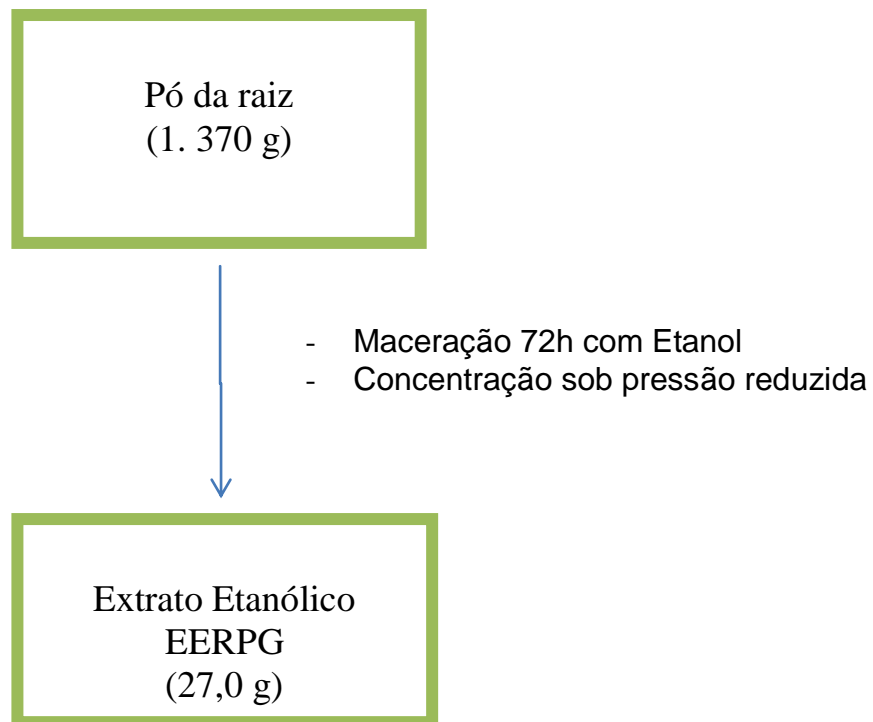 Pó da raiz
(1. 370 g)
- Maceração 72h com Etanol
- Concentração sob pressão reduzida
Extrato Etanólico
EERPG
(27,0 g)